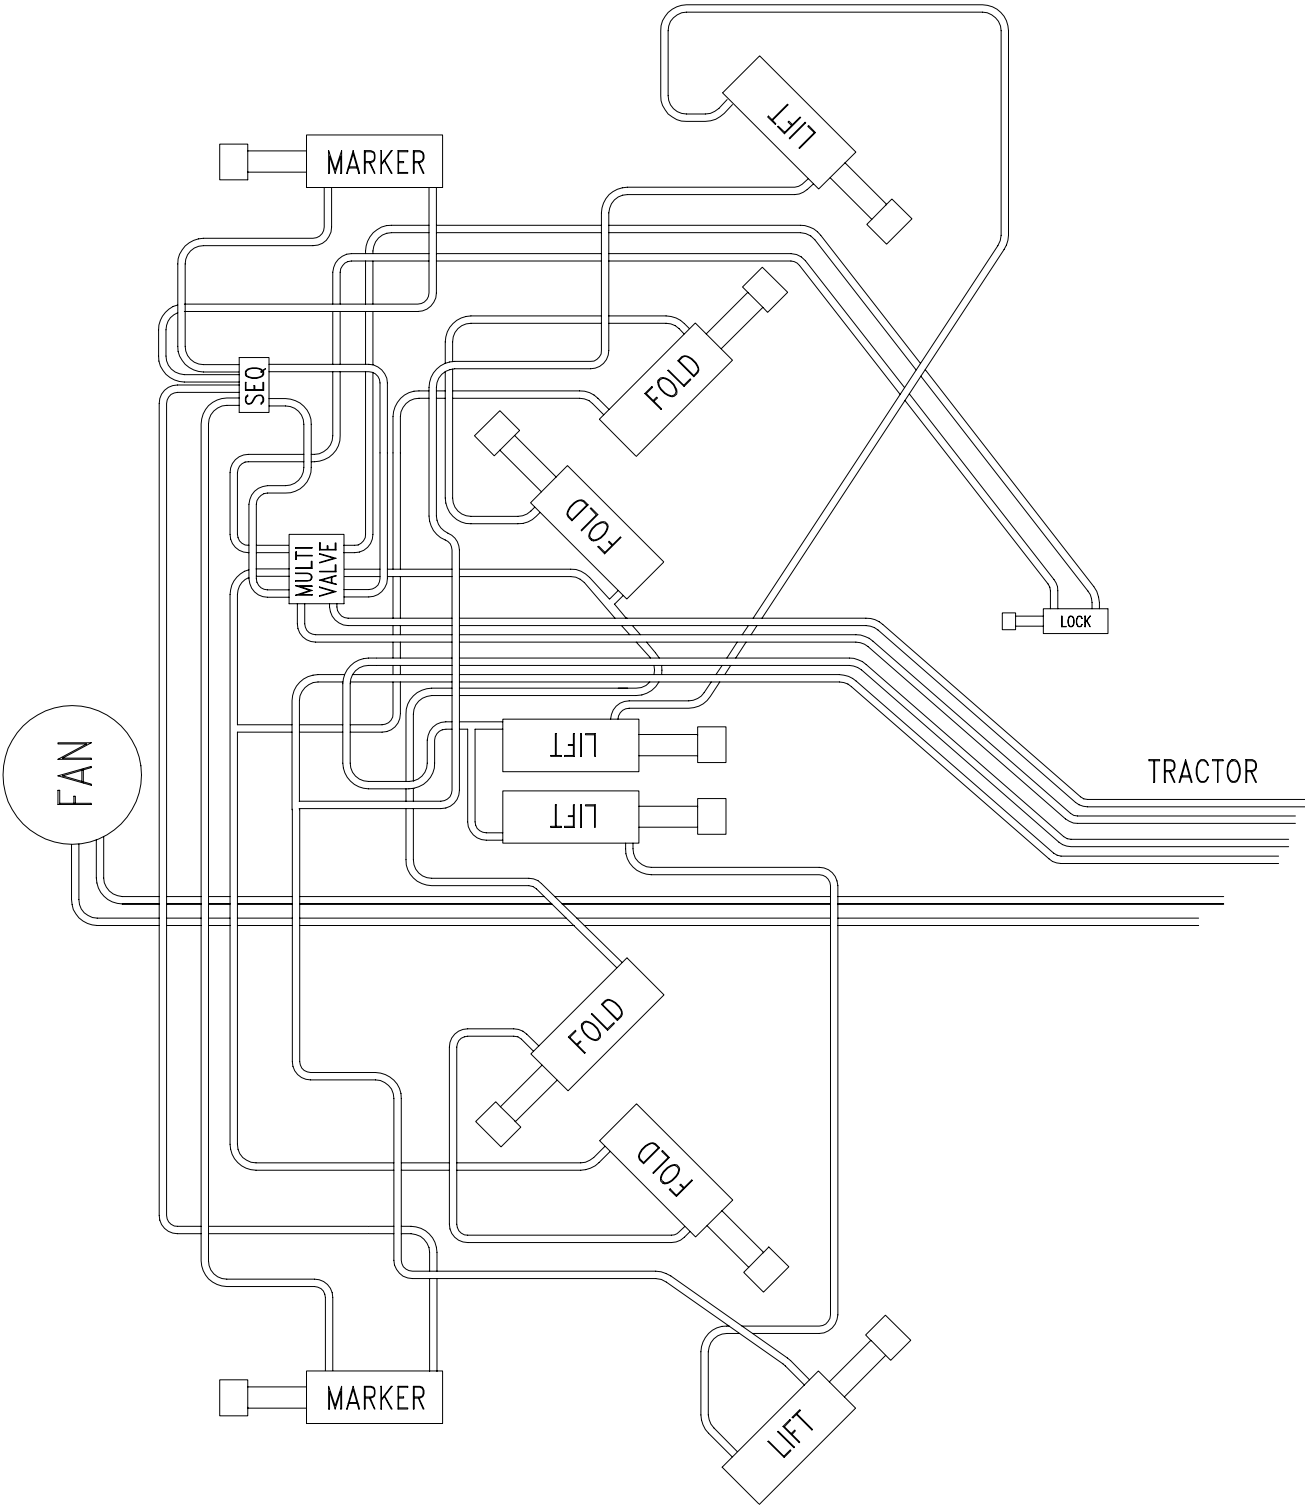 LIFT
MARKER
FOLD
SEQ
FOLD
MULTI
VALVE
LOCK
LIFT
FAN
TRACTOR
LIFT
FOLD
FOLD
MARKER
LIFT